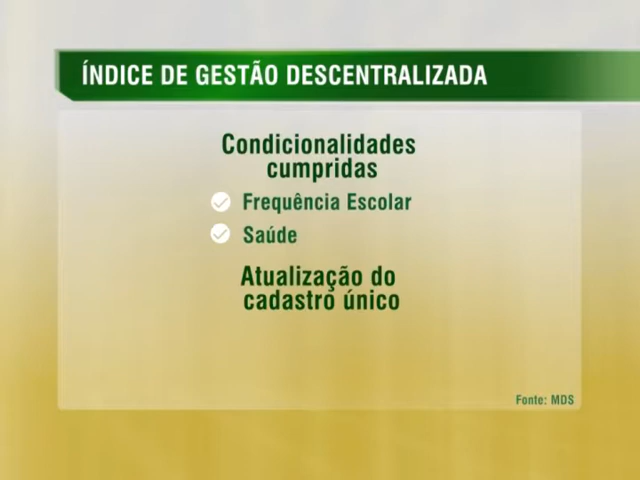 ÍNDICE DE GESTÃO DESCENTRALIZADA
Condicionalidades
cumpridas
Frequência Escolar
Saúde
Atualização do
cadastro único
Fonte: MDS